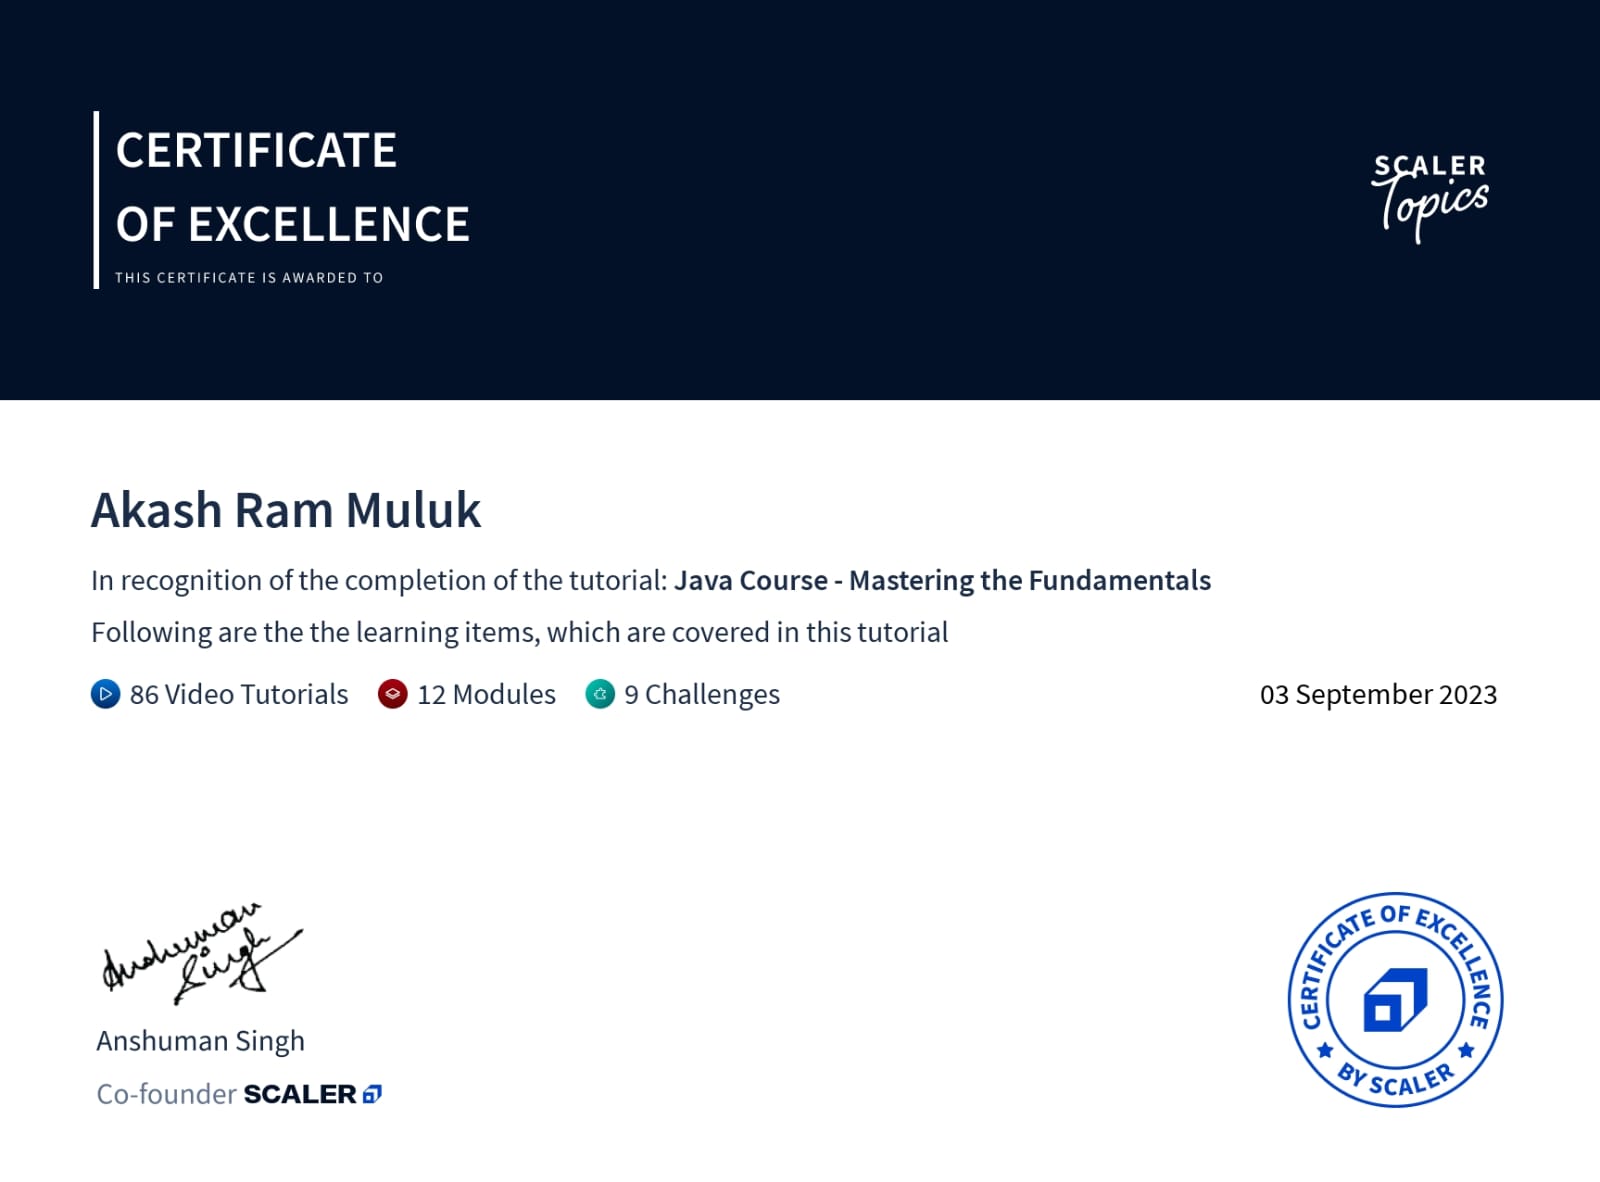 CERTIFICATE
OF EXCELLENCE
THIS CERTIFICATE IS AWARDED TO
SCALER
Topics
Akash Ram Muluk
In recognition of the completion of the tutorial: Java Course - Mastering the Fundamentals
Following are the the learning items, which are covered in this tutorial
86 Video Tutorials 12 Modules 9 Challenges
03 September 2023
Anshuman
Singh
Anshuman Singh
Co-founder SCALER
CERTIFICATE OF EXCELLENCE
BY SCALER